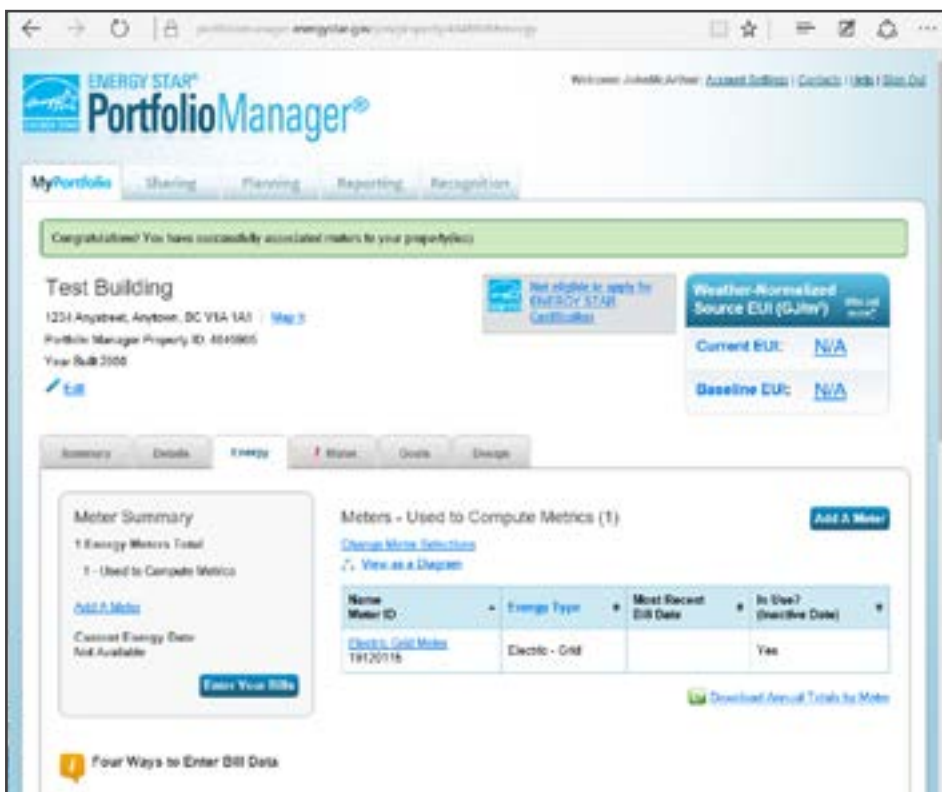 energystar.gov
Welcome Account Settings | Contacts | Help | Sign Out
ENERGY STAR®
PortfolioManager®
MyPortfolio Sharing Planning Reporting Recognition
Congratulations! You have successfully associated meters to your property(ies)
Test Building
1234 Anystreet, Anytown, BC V1A 1A1 | Map It
Portfolio Manager Property ID:
Year Built: 2000
Edit
Not eligible to apply for
ENERGY STAR
Certification
Weather-Normalized
Source EUI (GJ/m²)
Current EUI: N/A
Baseline EUI: N/A
Summary Details Energy Water Goals Design
Meter Summary
1 Energy Meters Total
1 - Used to Compute Metrics
Add A Meter
Current Energy Date
Not Available
Enter Your Bills
Meters - Used to Compute Metrics (1)
Add A Meter
Change Meter Selections
View as a Diagram
Name
Meter ID
Energy Type
Most Recent
Bill Date
In Use?
(Inactive Date)
Electric Grid Meter
19120116
Electric - Grid
Yes
Download Annual Totals by Meter
Four Ways to Enter Bill Data